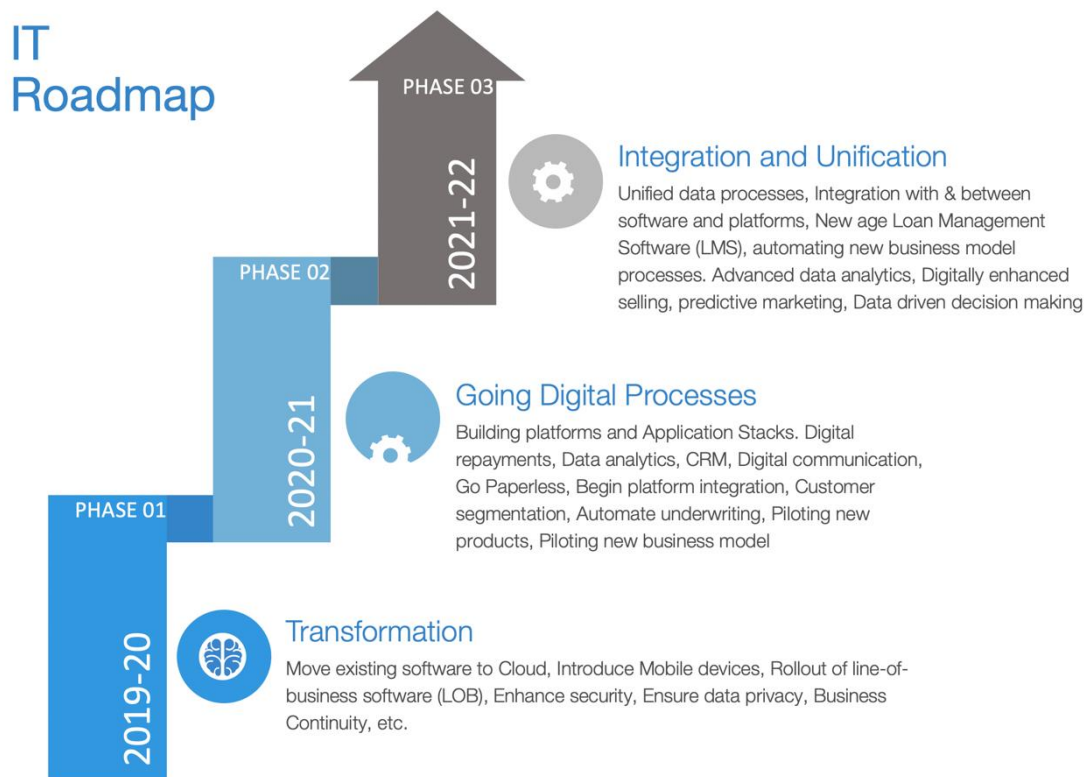 IT
Roadmap
PHASE 03
2021-22
Integration and Unification
Unified data processes, Integration with & between
software and platforms, New age Loan Management
Software (LMS), automating new business model
processes. Advanced data analytics, Digitally enhanced
selling, predictive marketing, Data driven decision making
PHASE 02
2020-21
Going Digital Processes
Building platforms and Application Stacks. Digital
repayments, Data analytics, CRM, Digital communication,
Go Paperless, Begin platform integration, Customer
segmentation, Automate underwriting, Piloting new
products, Piloting new business model
PHASE 01
2019-20
Transformation
Move existing software to Cloud, Introduce Mobile devices, Rollout of line-of-
business software (LOB), Enhance security, Ensure data privacy, Business
Continuity, etc.